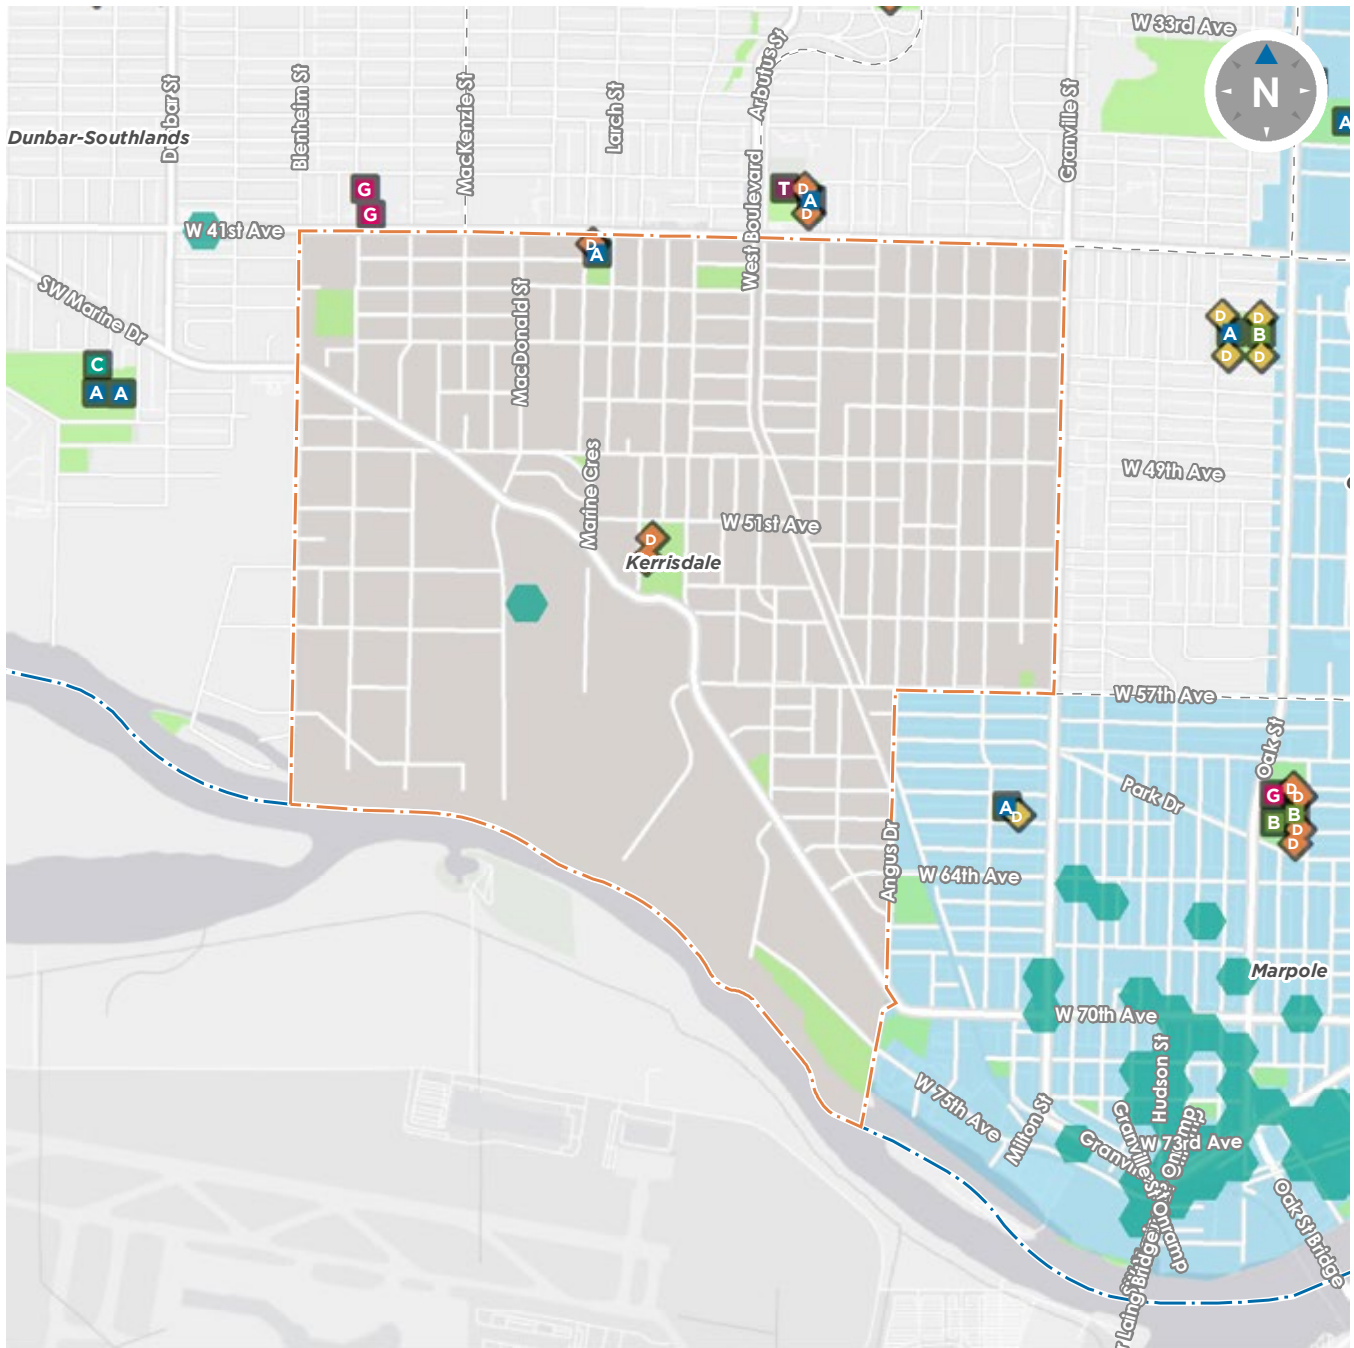 W 33rd Ave
Arbutus St
N
Dunbar St
Blenheim St
MacKenzie St
Larch St
Granville St
A
Dunbar-Southlands
West Boulevard
G
T
D
A
G
D
W 41st Ave
D
A
SW Marine Dr
MacDonald St
D
D
A
B
D
D
C
A
A
Marine Cres
W 49th Ave
W 51st Ave
D
Kerrisdale
W 57th Ave
Oak St
Park Dr
G
D
D
A
D
B
B
D
D
Angus Dr
W 64th Ave
Marpole
W 70th Ave
Hudson St
W 75th Ave
Milton St
Granville St
W 73rd Ave
Oak St Bridge
Laing Bridge